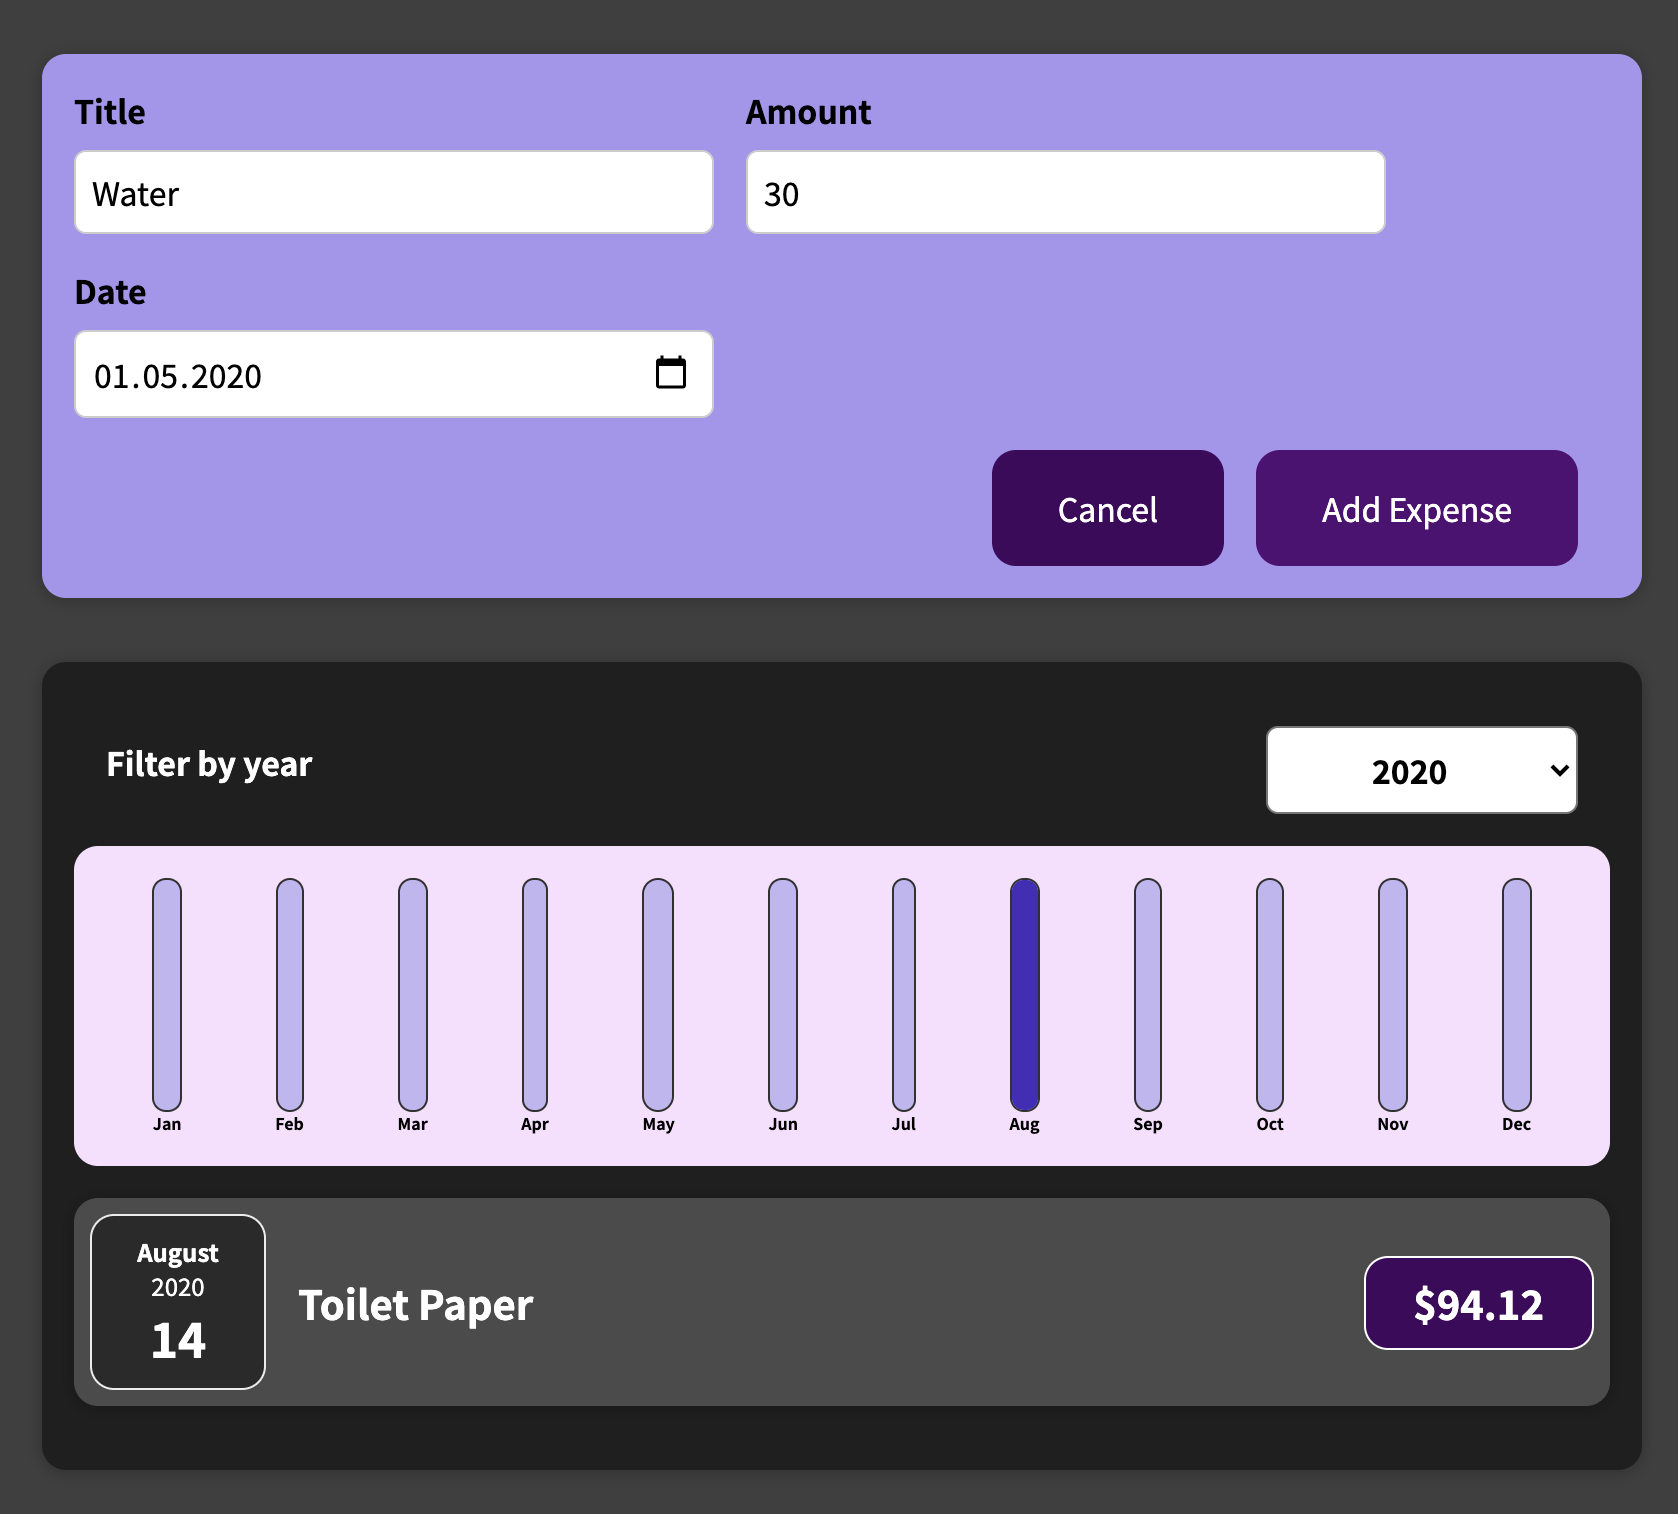 Title
Amount
Water
30
Date
01.05.2020
Cancel
Add Expense
Filter by year
2020
Jan Feb Mar Apr May Jun Jul Aug Sep Oct Nov Dec
August
2020
14
Toilet Paper
$94.12